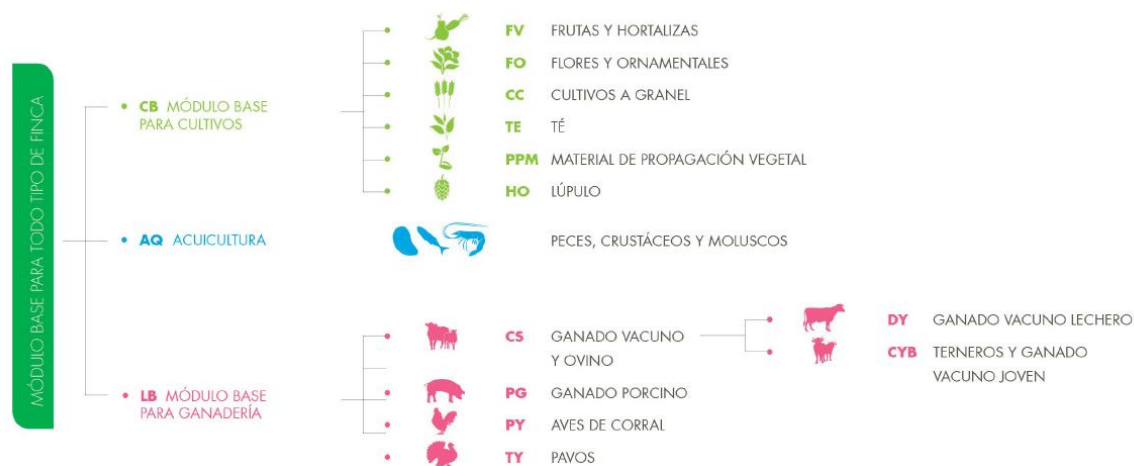 MÓDULO BASE PARA TODO TIPO DE FINCA
CB MÓDULO BASE
PARA CULTIVOS
FV FRUTAS Y HORTALIZAS
FO FLORES Y ORNAMENTALES
CC CULTIVOS A GRANEL
TE TÉ
PPM MATERIAL DE PROPAGACIÓN VEGETAL
HO LÚPULO
AQ ACUICULTURA
PECES, CRUSTÁCEOS Y MOLUSCOS
LB MÓDULO BASE
PARA GANADERÍA
CS GANADO VACUNO
Y OVINO
DY GANADO VACUNO LECHERO
CYB TERNEROS Y GANADO
VACUNO JOVEN
PG GANADO PORCINO
PY AVES DE CORRAL
TY PAVOS